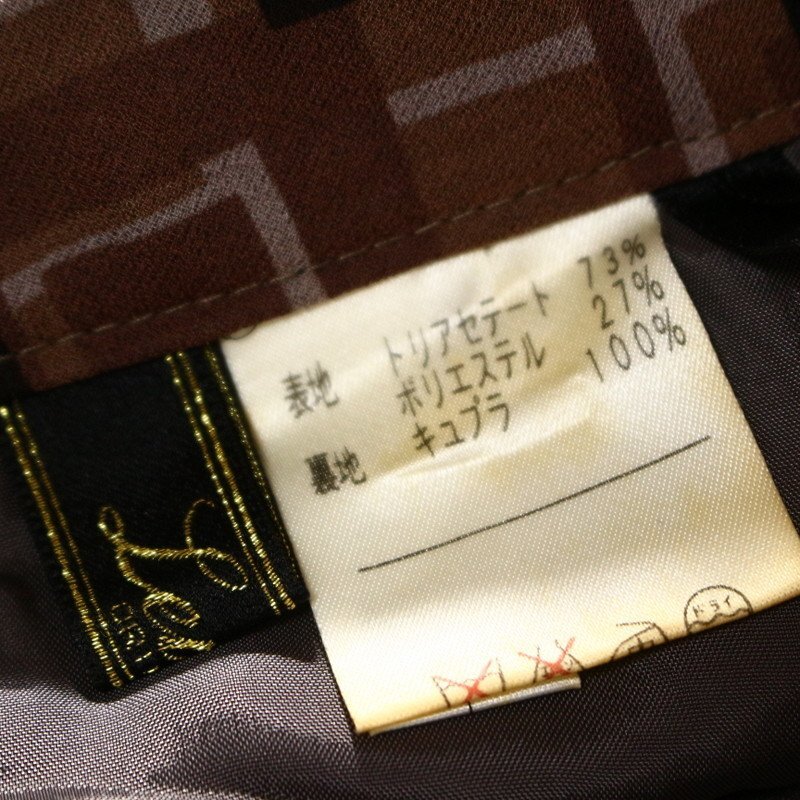 表地 トリアセテート 73%
ポリエステル 27%
裏地 キュプラ 100%
ドライ